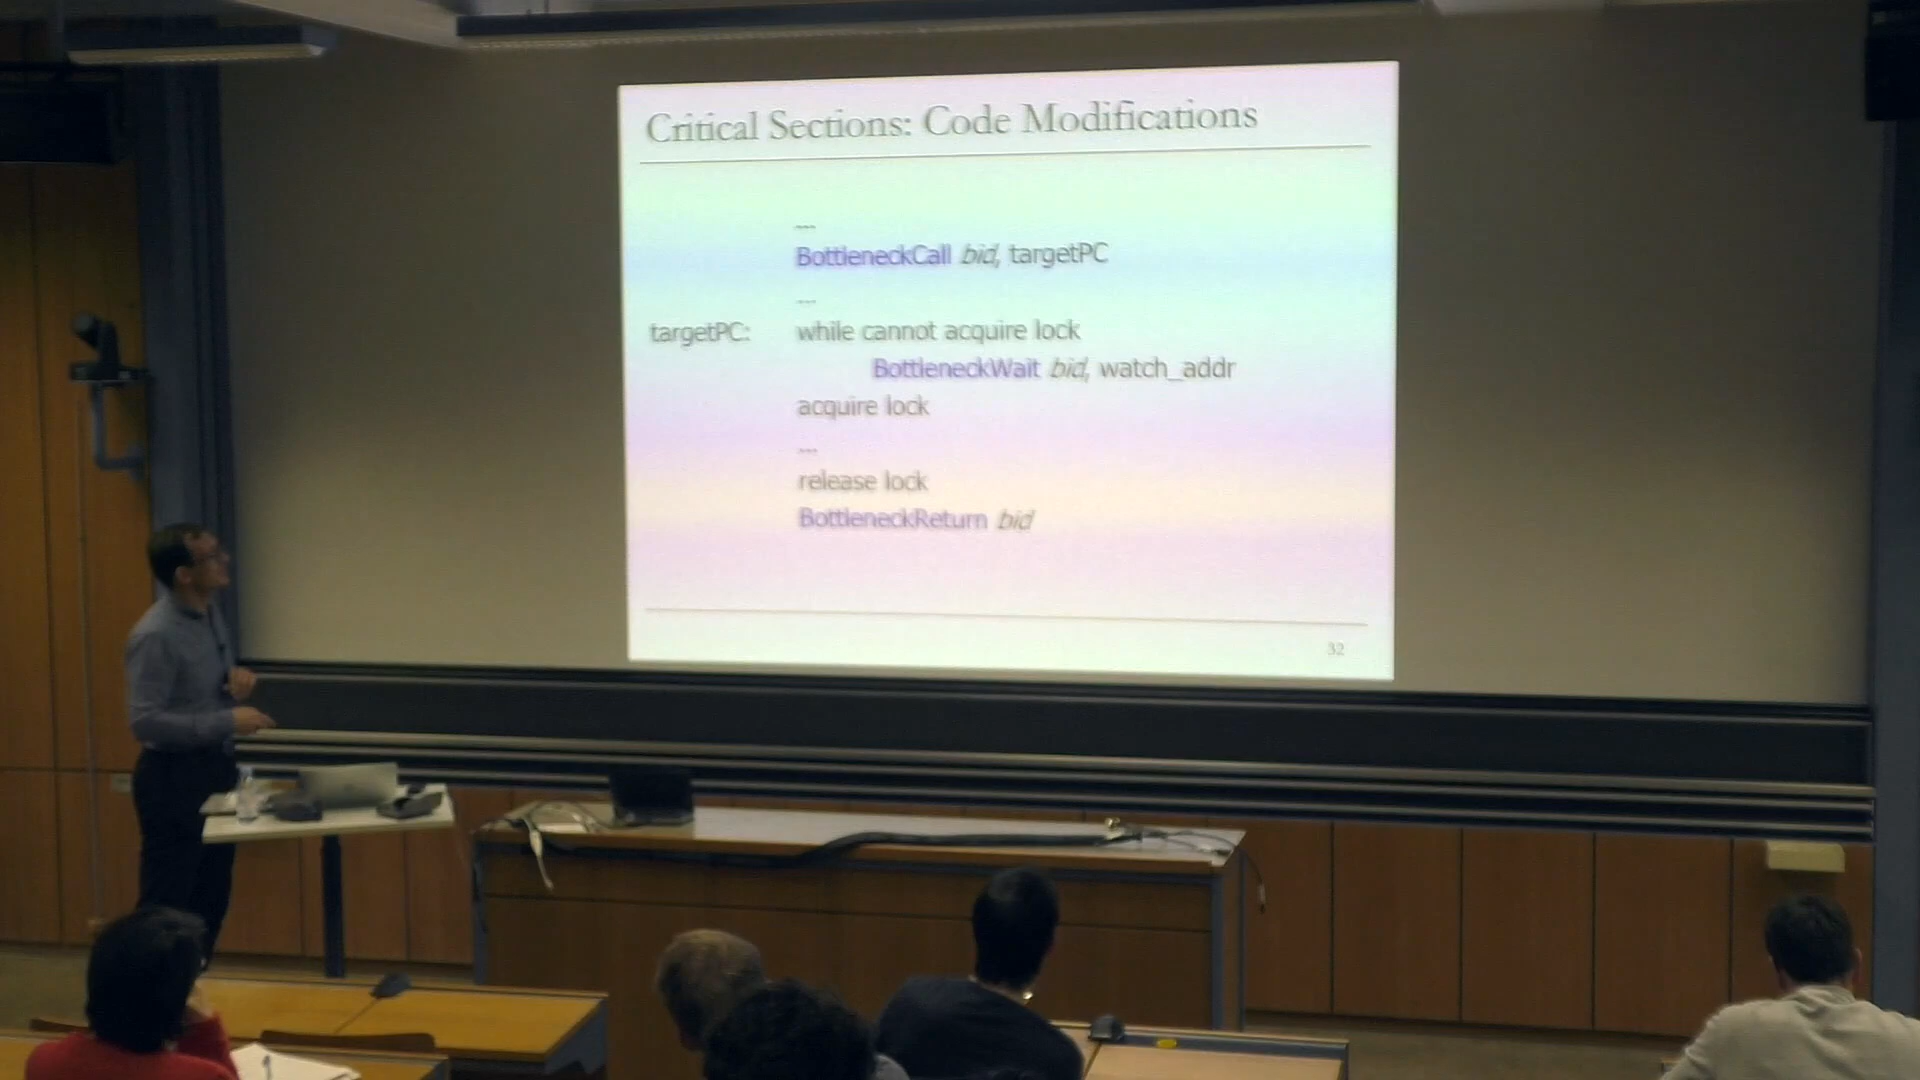 Critical Sections: Code Modifications
...
BottleneckCall bid, targetPC
...
targetPC: while cannot acquire lock
BottleneckWait bid, watch_addr
acquire lock
...
release lock
BottleneckReturn bid
32